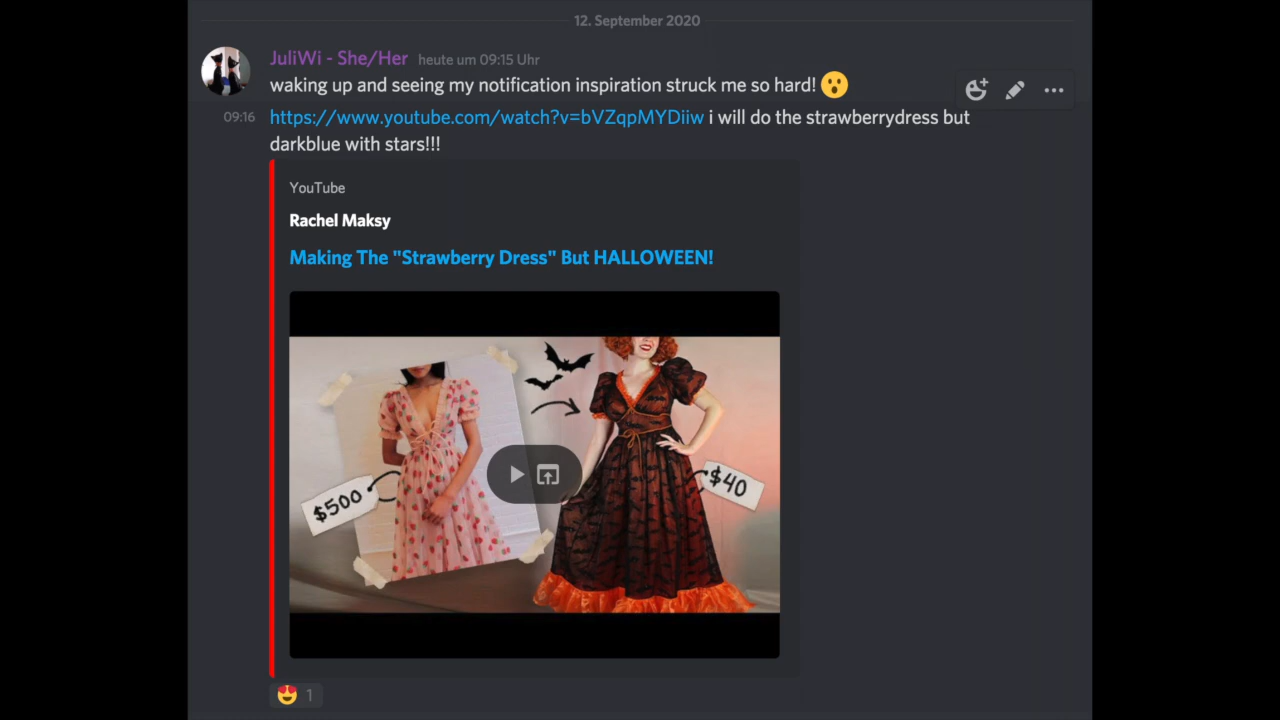 12. September 2020
JuliWi - She/Her heute um 09:15 Uhr
waking up and seeing my notification inspiration struck me so hard! 😮
09:16 https://www.youtube.com/watch?v=bVZqpMYDiiw i will do the strawberrydress but
darkblue with stars!!!
YouTube
Rachel Maksy
Making The "Strawberry Dress" But HALLOWEEN!
$500
$40
😍 1